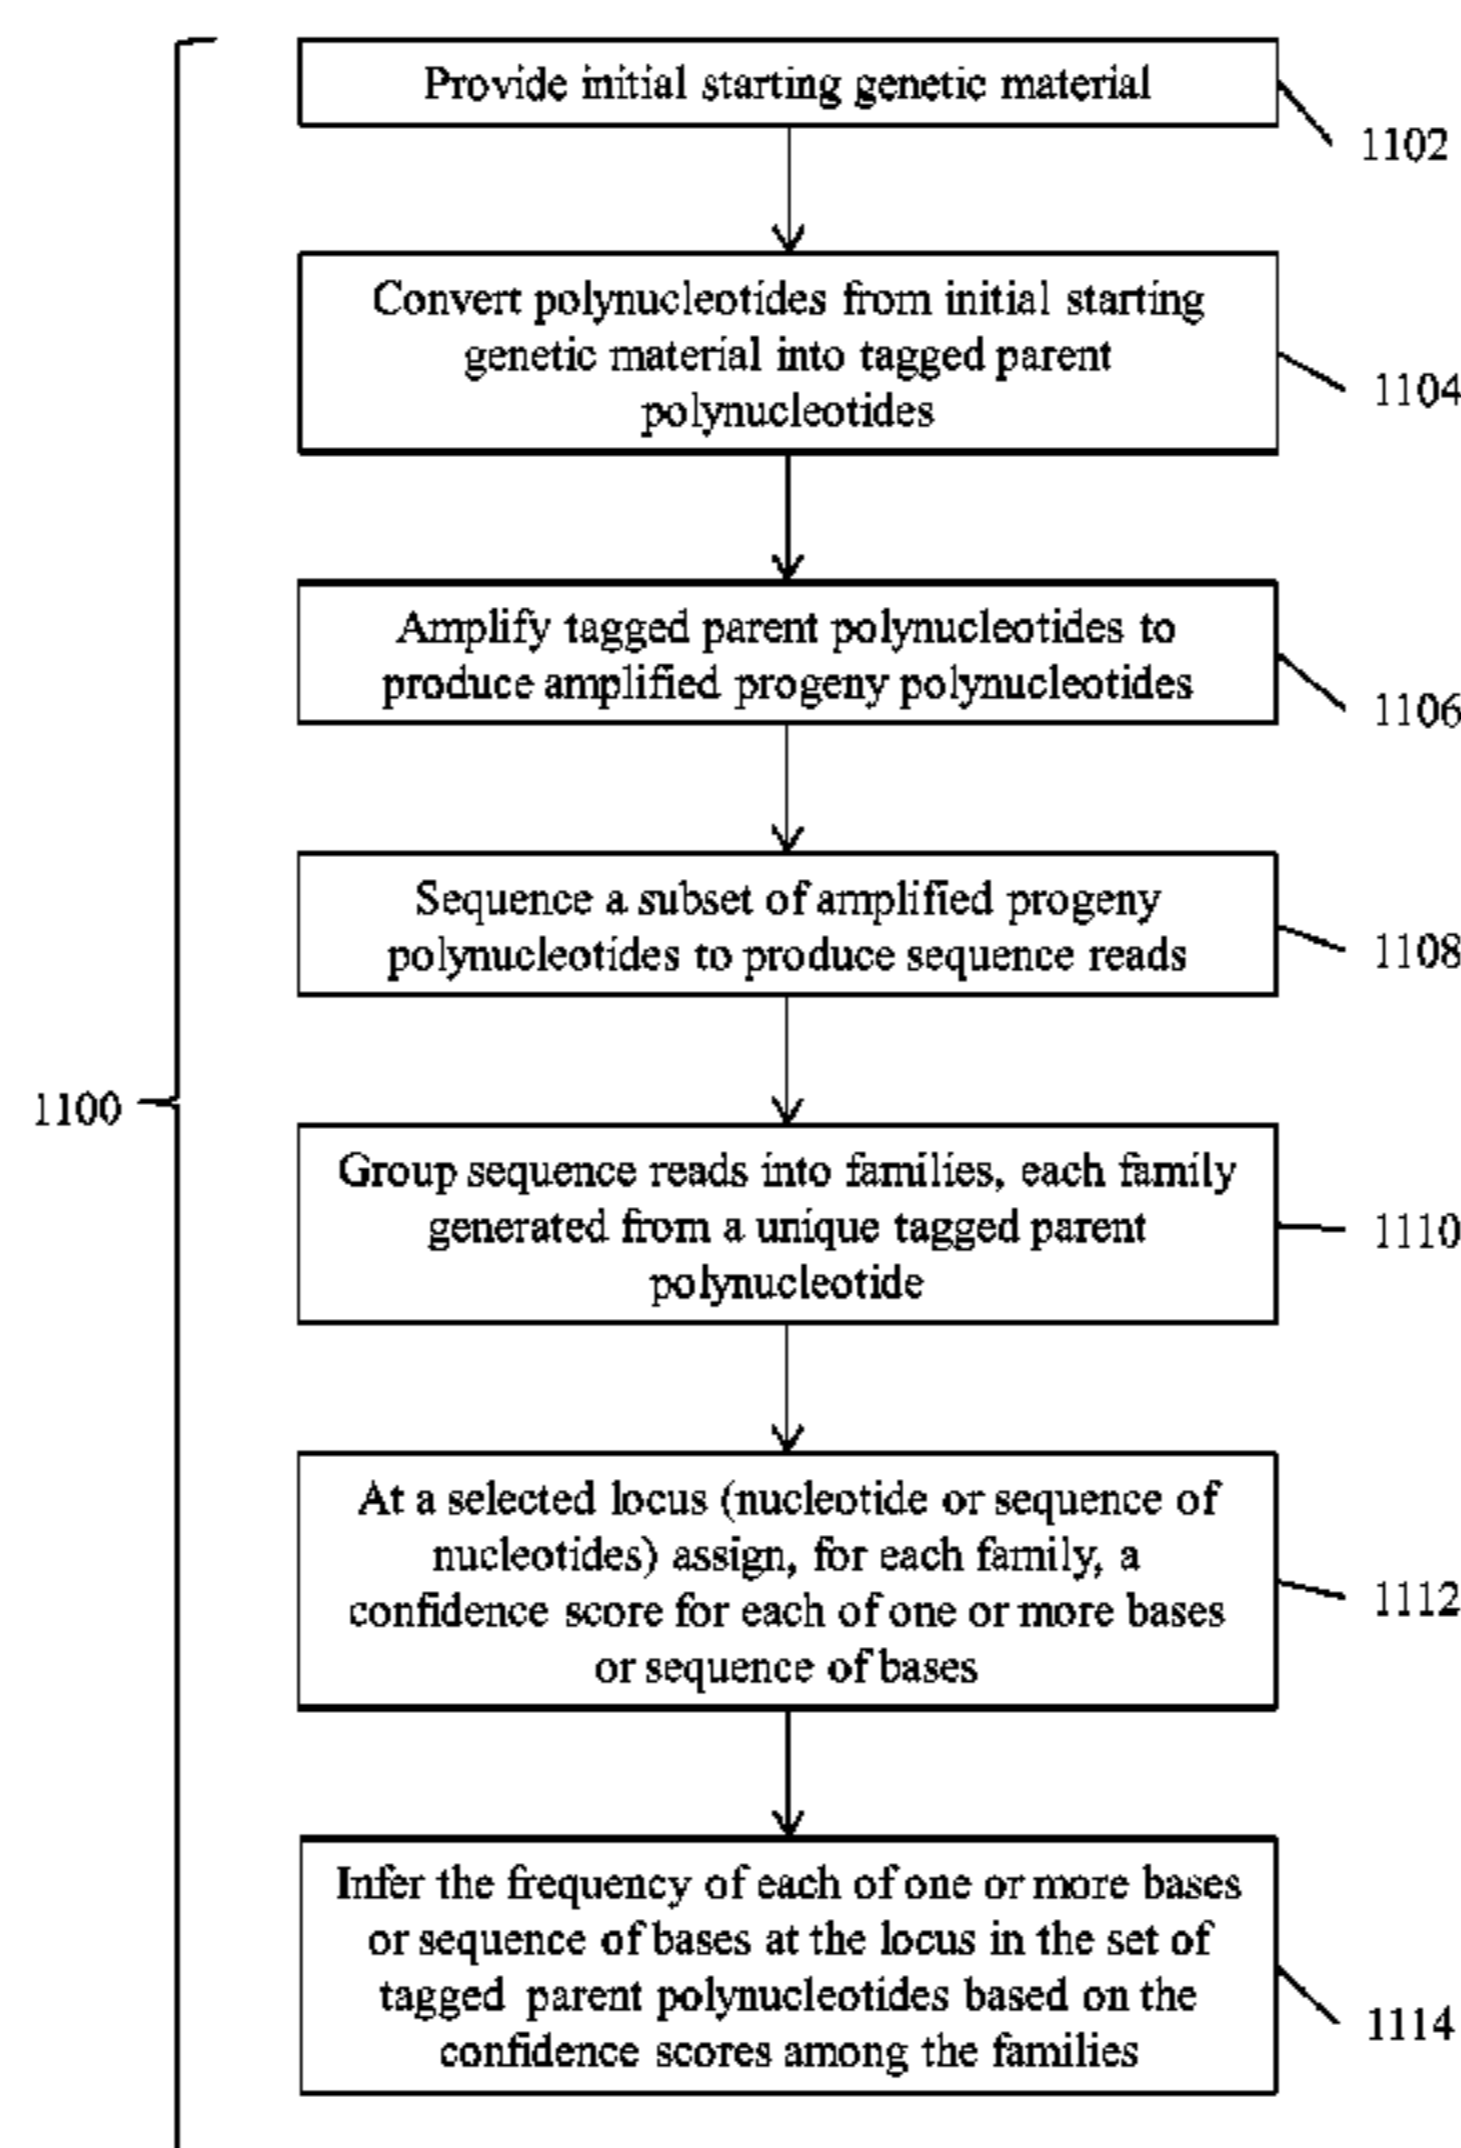 Provide initial starting genetic material
1102
Convert polynucleotides from initial starting
genetic material into tagged parent
polynucleotides
1104
Amplify tagged parent polynucleotides to
produce amplified progeny polynucleotides
1106
Sequence a subset of amplified progeny
polynucleotides to produce sequence reads
1108
1100
Group sequence reads into families, each family
generated from a unique tagged parent
polynucleotide
1110
At a selected locus (nucleotide or sequence of
nucleotides) assign, for each family, a
confidence score for each of one or more bases
or sequence of bases
1112
Infer the frequency of each of one or more bases
or sequence of bases at the locus in the set of
tagged parent polynucleotides based on the
confidence scores among the families
1114